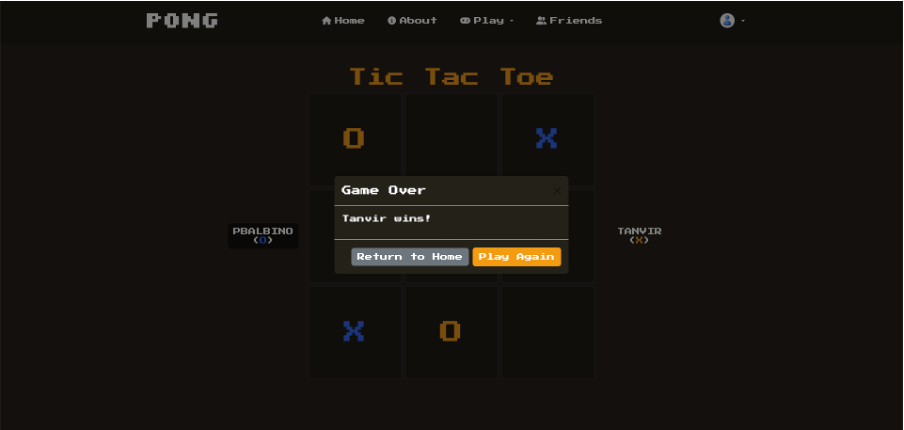 PONG Home About Play Friends
Tic Tac Toe
O X
Game Over ×
Tanvir wins!
PBALBINO TANVIR
(O) (X)
Return to Home Play Again
X O